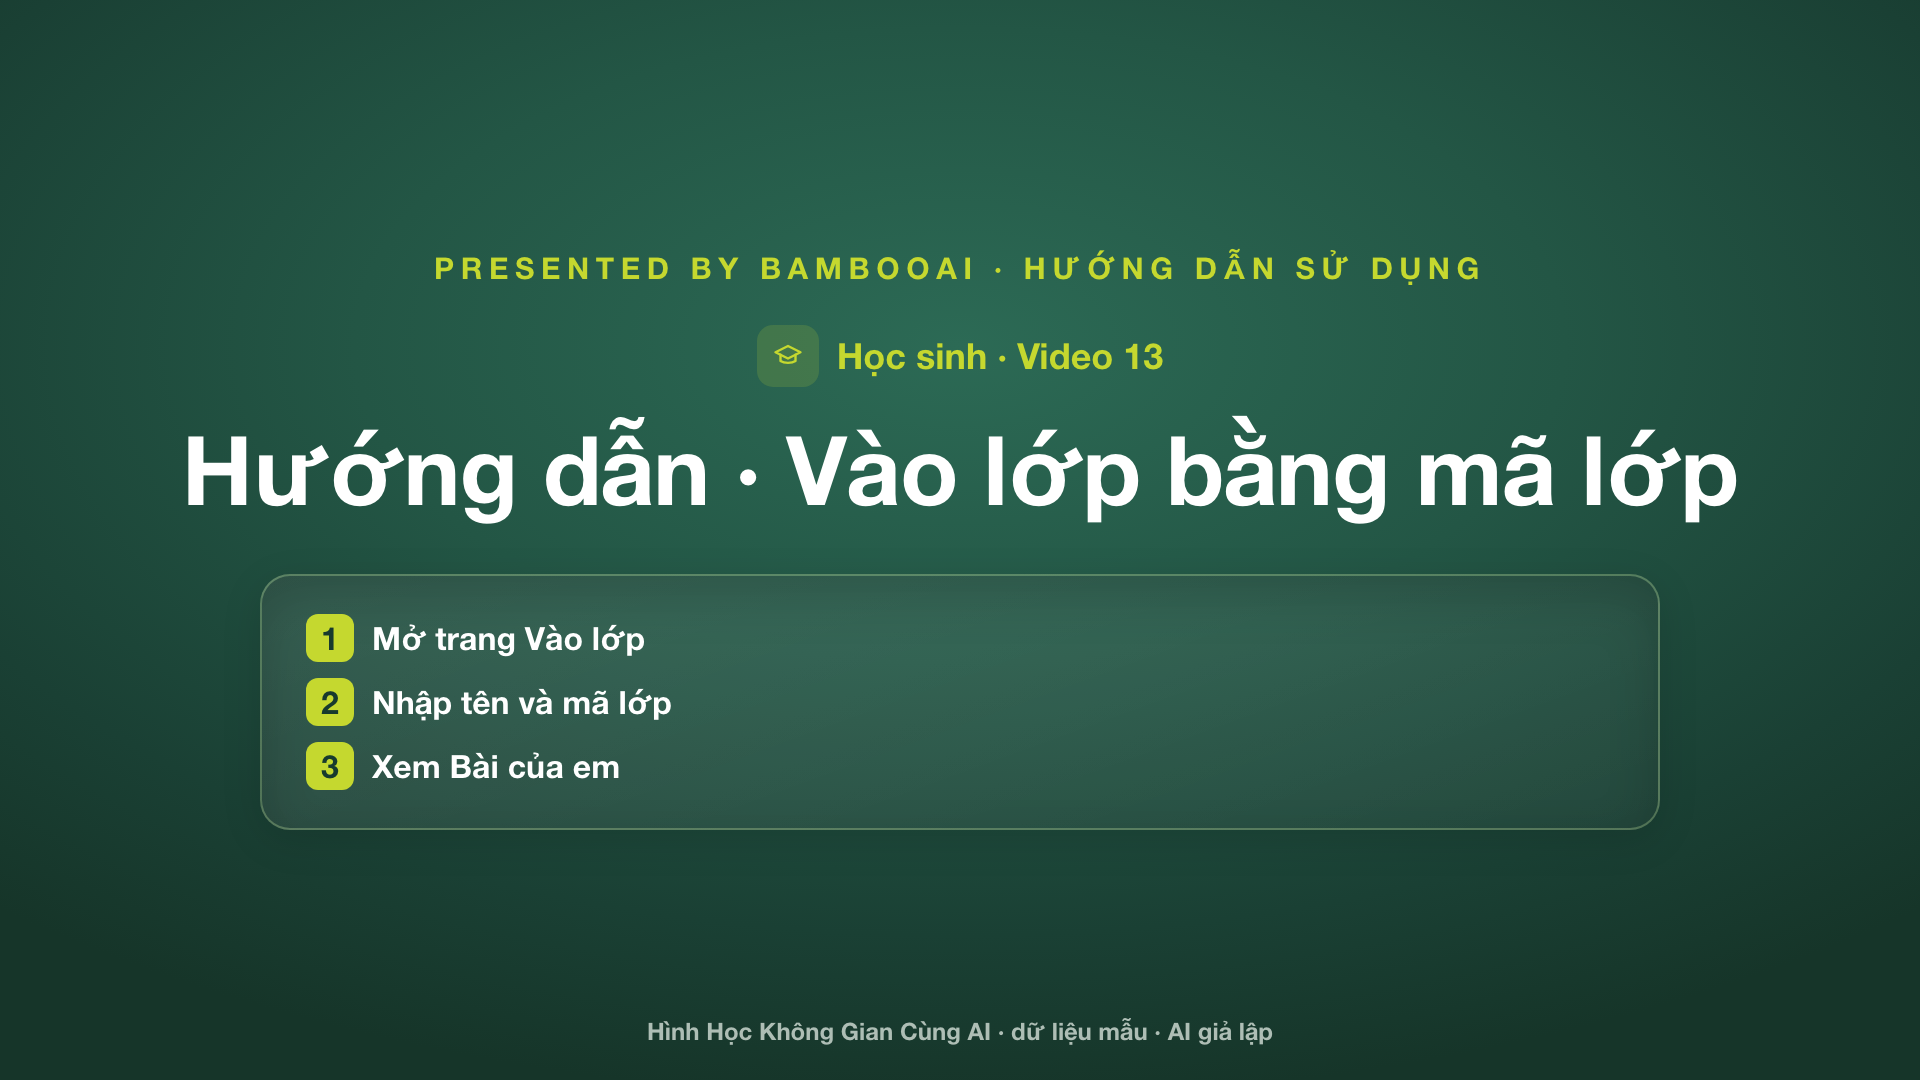 PRESENTED BY BAMBOOAI · HƯỚNG DẪN SỬ DỤNG
Học sinh · Video 13
Hướng dẫn · Vào lớp bằng mã lớp
1 Mở trang Vào lớp
2 Nhập tên và mã lớp
3 Xem Bài của em
Hình Học Không Gian Cùng AI · dữ liệu mẫu · AI giả lập